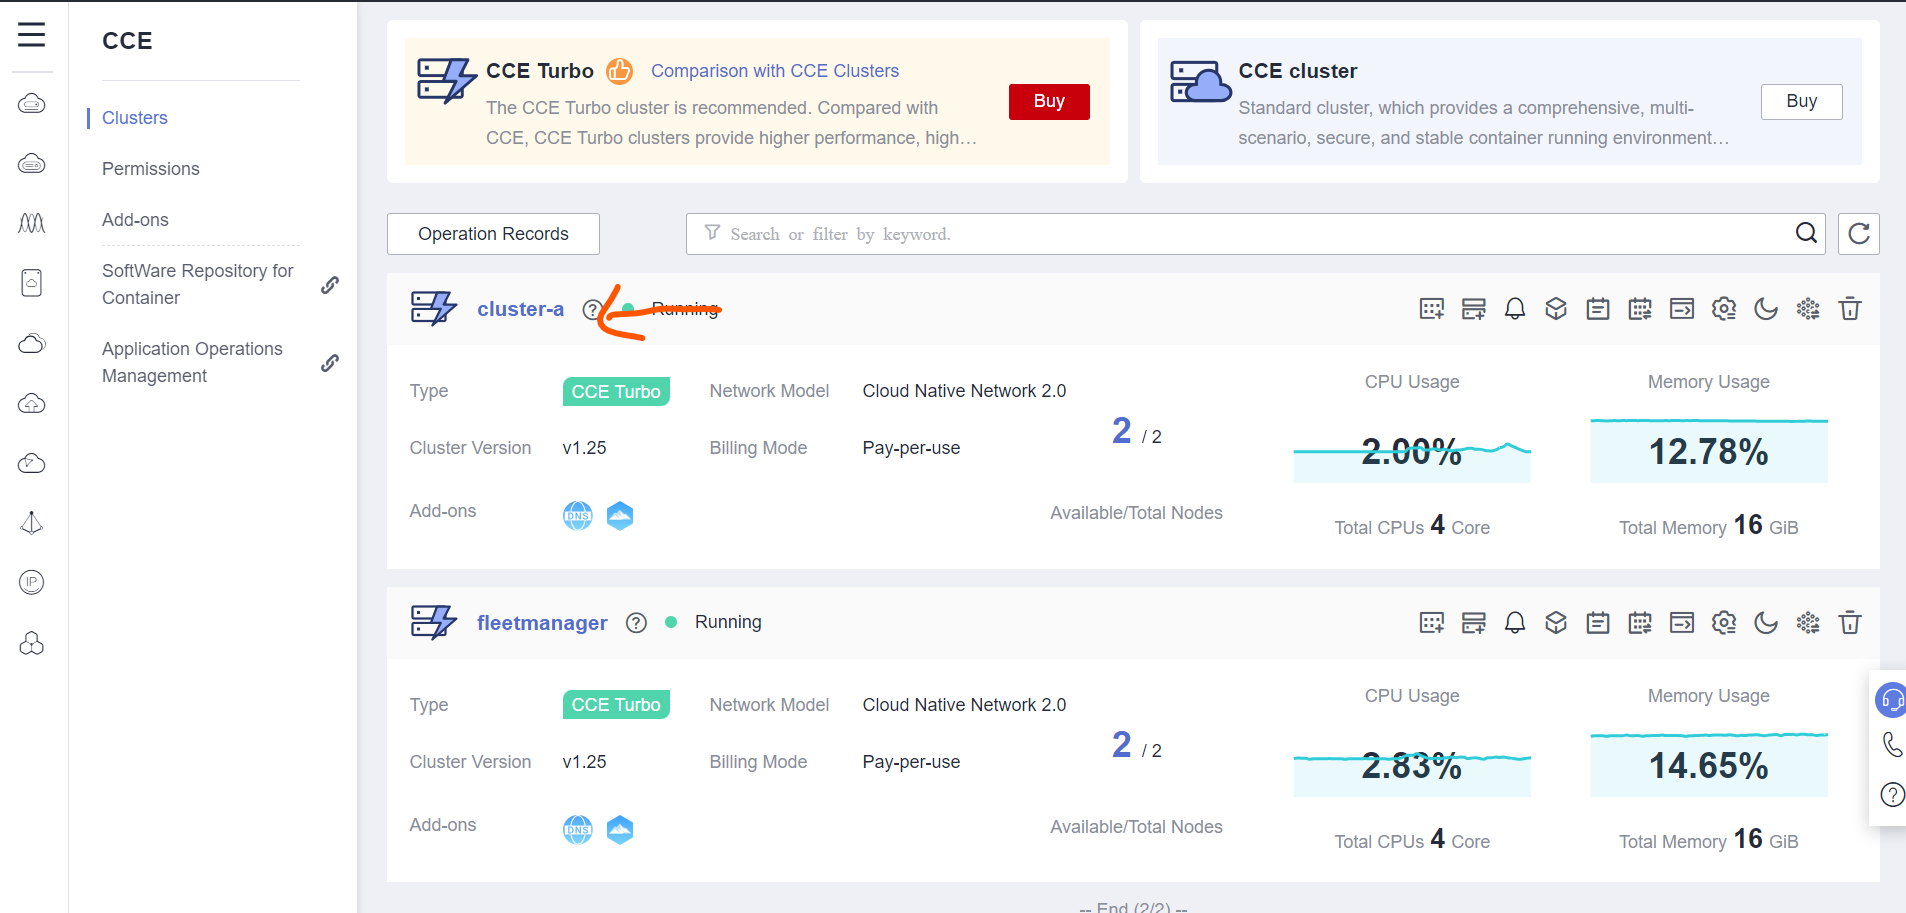 CCE
Clusters
Permissions
Add-ons
SoftWare Repository for
Container
Application Operations
Management
IP
CCE Turbo
Comparison with CCE Clusters
The CCE Turbo cluster is recommended. Compared with
CCE, CCE Turbo clusters provide higher performance, high…
Buy
CCE cluster
Standard cluster, which provides a comprehensive, multi-
scenario, secure, and stable container running environment…
Buy
Operation Records
Search or filter by keyword.
cluster-a ? Running
Type CCE Turbo
Network Model Cloud Native Network 2.0
Cluster Version v1.25
Billing Mode Pay-per-use
Add-ons DNS
2 / 2
Available/Total Nodes
CPU Usage
2.00%
Total CPUs 4 Core
Memory Usage
12.78%
Total Memory 16 GiB
fleetmanager ? Running
Type CCE Turbo
Network Model Cloud Native Network 2.0
Cluster Version v1.25
Billing Mode Pay-per-use
Add-ons DNS
2 / 2
Available/Total Nodes
CPU Usage
2.83%
Total CPUs 4 Core
Memory Usage
14.65%
Total Memory 16 GiB
?
-- End (2/2) --